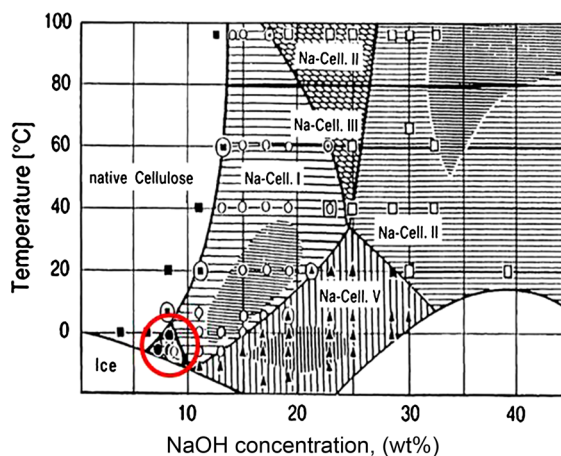 Temperature [°C]
100
80
60
40
20
0
Na-Cell. II
Na-Cell. III
native Cellulose
Na-Cell. I
Na-Cell. II
Na-Cell. V
Ice
10
20
30
40
NaOH concentration, (wt%)